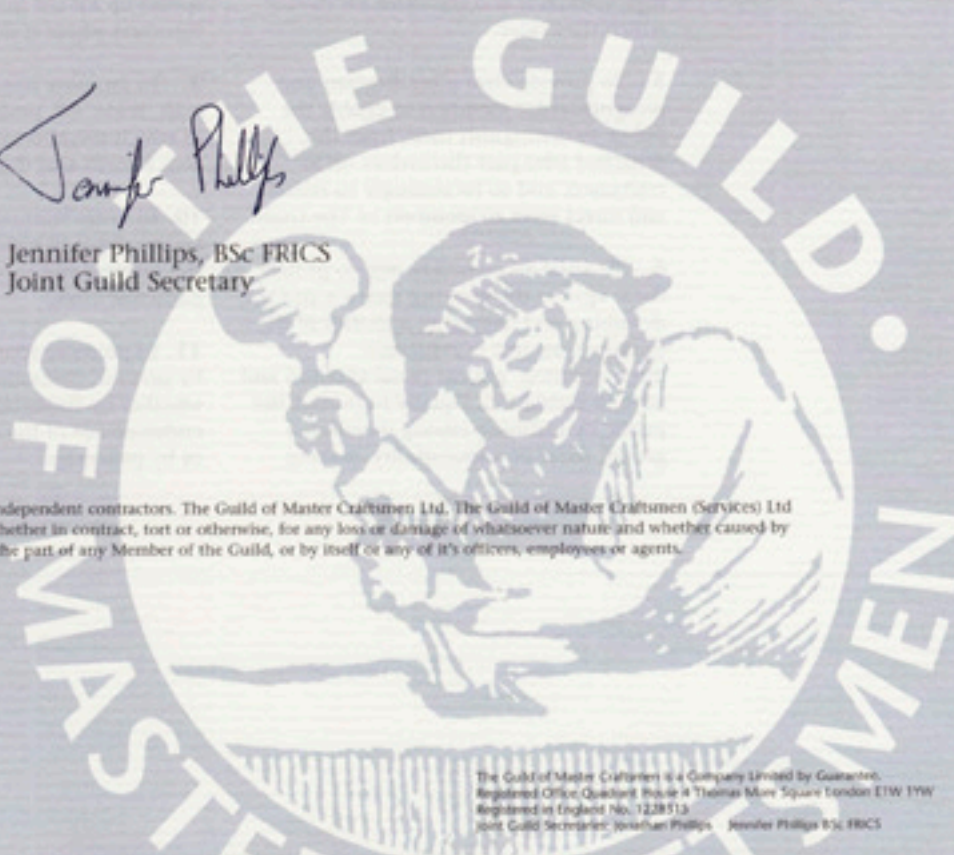 THE GUILD · OF MASTER CRAFTSMEN
Jennifer Phillips
Jennifer Phillips, BSc FRICS
Joint Guild Secretary
independent contractors. The Guild of Master Craftsmen Ltd. The Guild of Master Craftsmen (Services) Ltd
whether in contract, tort or otherwise, for any loss or damage of whatsoever nature and whether caused by
the part of any Member of the Guild, or by itself or any of it's officers, employees or agents.
The Guild of Master Craftsmen is a Company Limited by Guarantee.
Registered Office Quadrant House 4 Thomas More Square London E1W 1YW
Registered in England No. 1228313
Joint Guild Secretaries: Jonathan Phillips Jennifer Phillips BSc FRICS